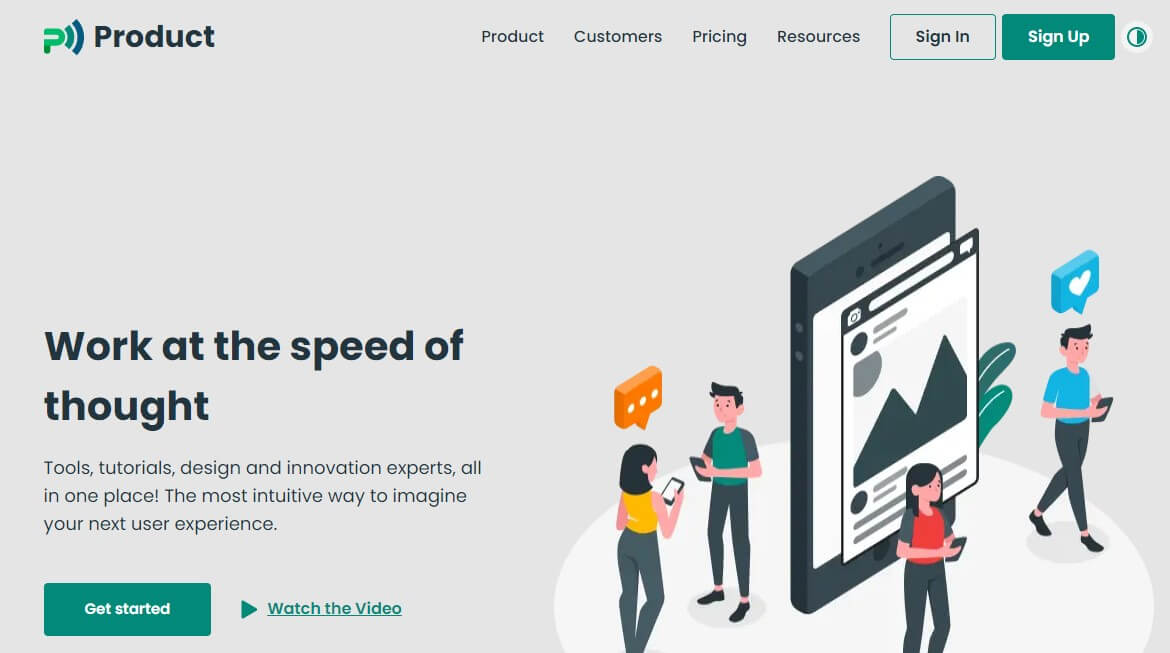 Product
Product Customers Pricing Resources Sign In Sign Up
Work at the speed of
thought
Tools, tutorials, design and innovation experts, all
in one place! The most intuitive way to imagine
your next user experience.
Get started Watch the Video